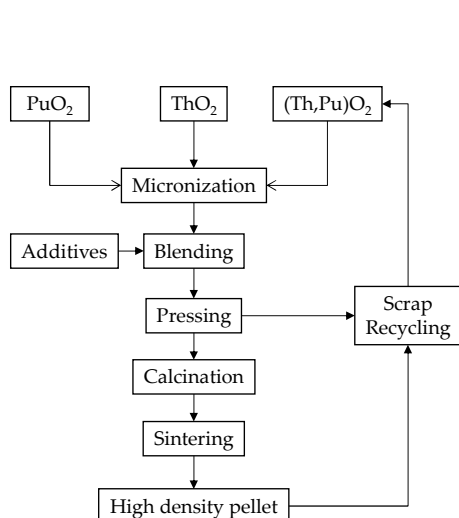 PuO₂
ThO₂
(Th,Pu)O₂
Micronization
Additives
Blending
Pressing
Scrap
Recycling
Calcination
Sintering
High density pellet